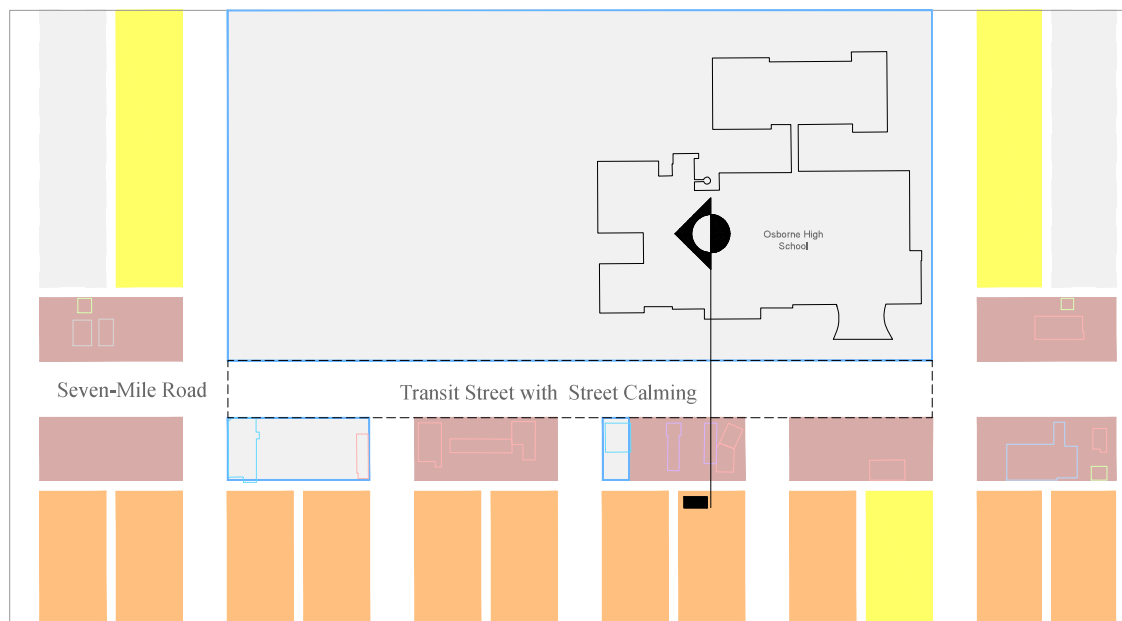 Osborne High
School
Seven-Mile Road
Transit Street with Street Calming